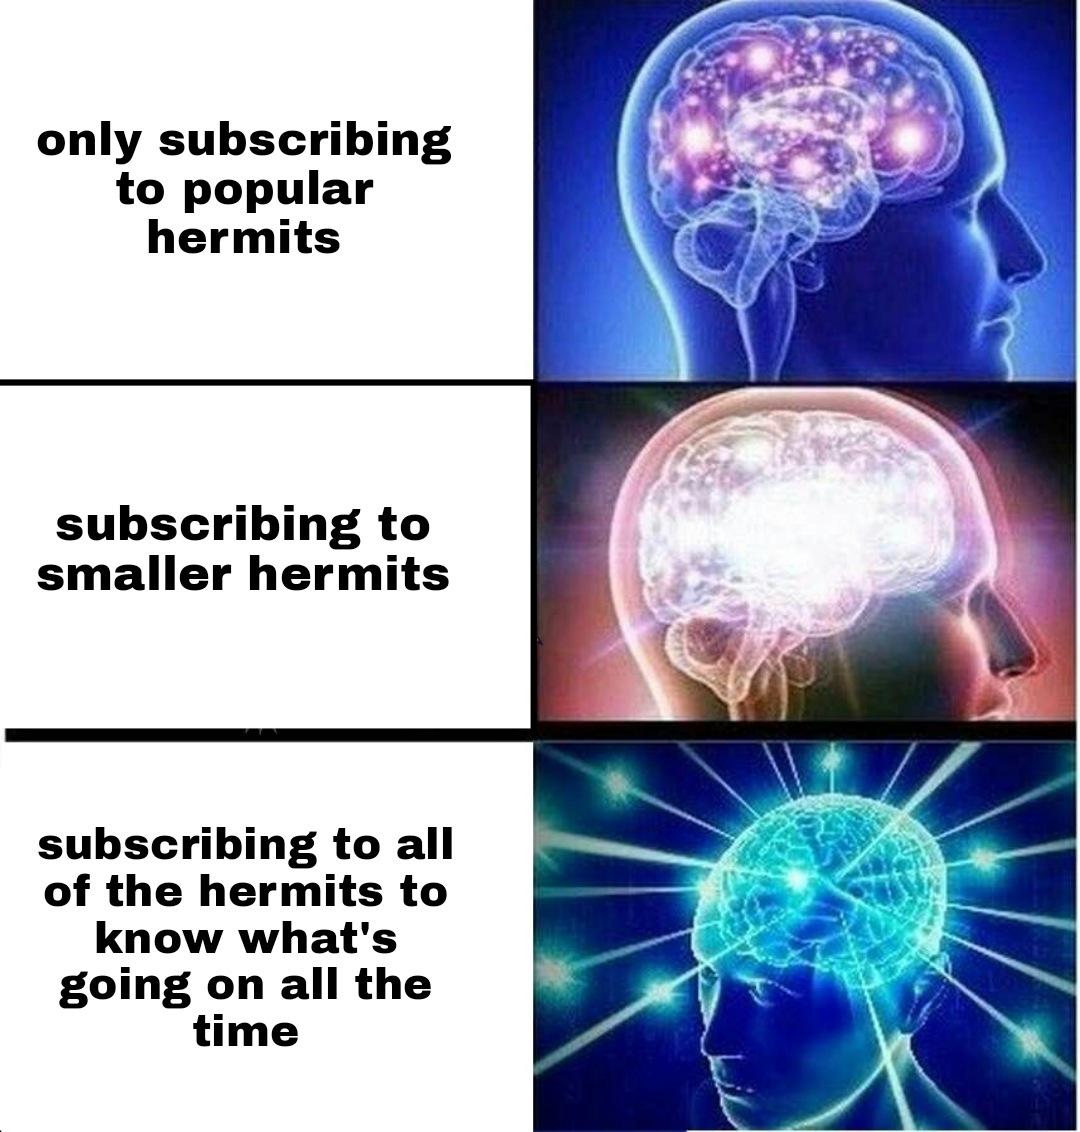 only subscribing
to popular
hermits
subscribing to
smaller hermits
subscribing to all
of the hermits to
know what's
going on all the
time